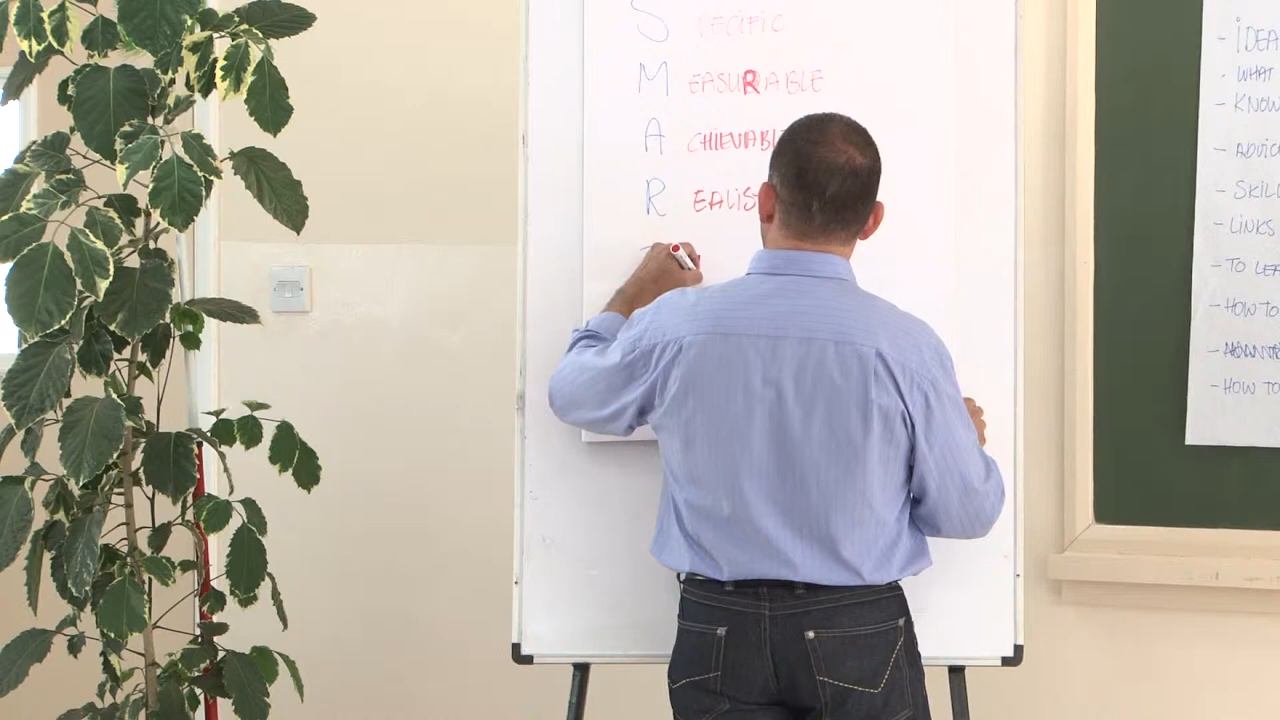 S PECIFIC
M EASURABLE
A CHIEVABL
R EALIS
- IDEA
- WHAT
- KNOW
- ADVIC
- SKILL
- LINKS
- TO LEA
- HOW TO
- HOW TO